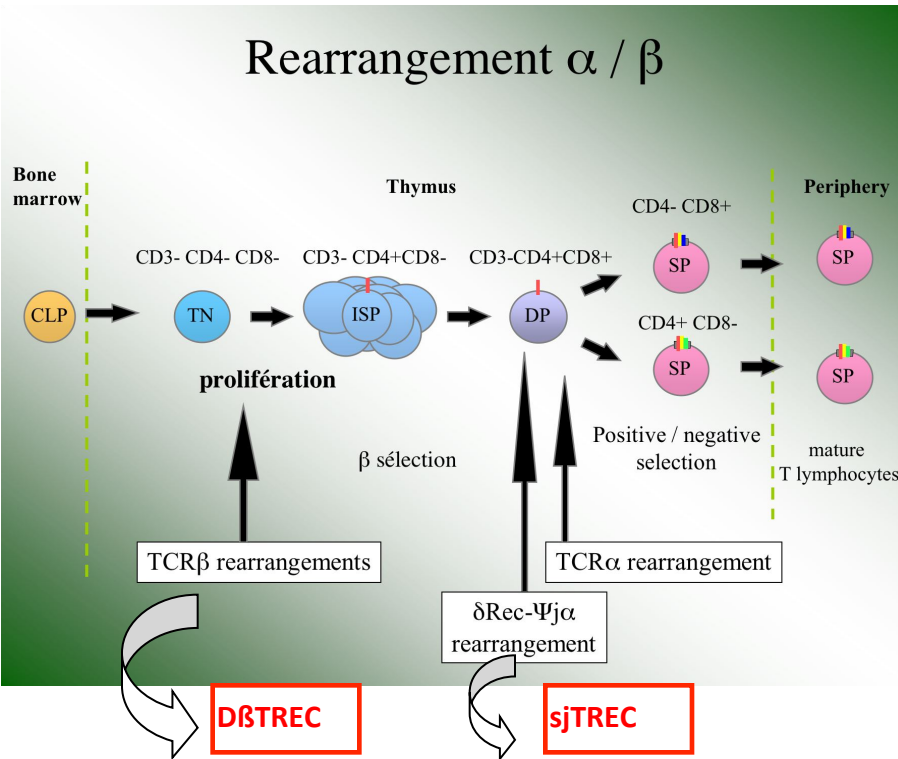 Rearrangement α / β
Bone
marrow
Thymus
Periphery
CD4- CD8+
CD3- CD4- CD8-
CD3- CD4+CD8-
CD3-CD4+CD8+
SP
SP
CLP
TN
ISP
DP
CD4+ CD8-
SP
SP
prolifération
β sélection
Positive / negative
selection
mature
T lymphocytes
TCRβ rearrangements
TCRα rearrangement
δRec-Ψjα
rearrangement
DßTREC
sjTREC